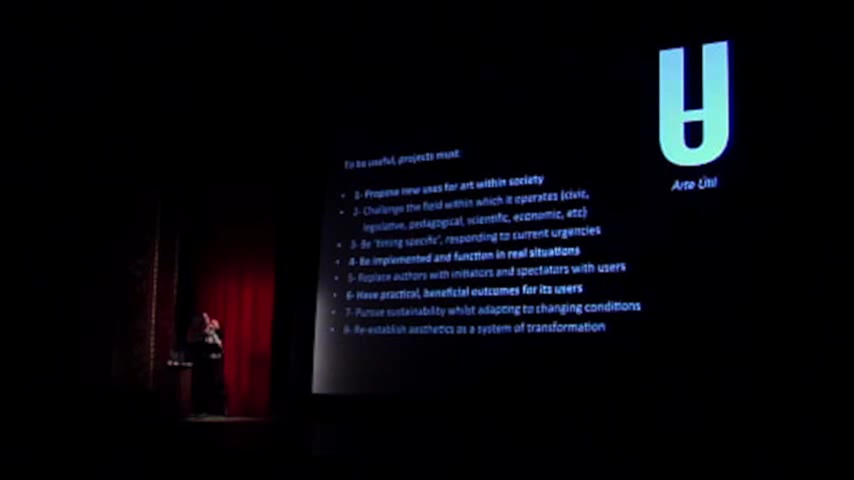 To be useful, projects must:
• 1- Propose new uses for art within society
• 2- Challenge the field within which it operates (civic,
legislative, pedagogical, scientific, economic, etc)
• 3- Be 'timing specific', responding to current urgencies
• 4- Be implemented and function in real situations
• 5- Replace authors with initiators and spectators with users
• 6- Have practical, beneficial outcomes for its users
• 7- Pursue sustainability whilst adapting to changing conditions
• 8- Re-establish aesthetics as a system of transformation
Arte Útil